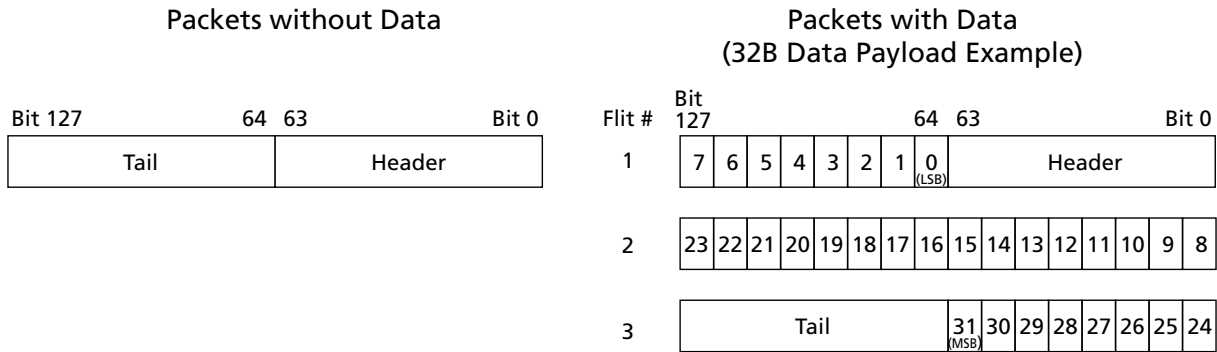 Packets without Data
Bit 127 64 63 Bit 0
Tail Header
Packets with Data
(32B Data Payload Example)
Flit # Bit 127 64 63 Bit 0
1 7 6 5 4 3 2 1 0 (LSB) Header
2 23 22 21 20 19 18 17 16 15 14 13 12 11 10 9 8
3 Tail 31 (MSB) 30 29 28 27 26 25 24